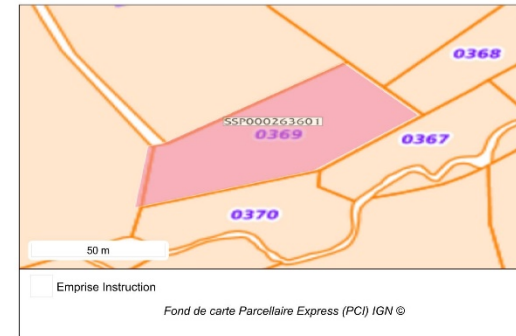 0368
SSP000263601
0369
0367
0370
50 m
Emprise Instruction
Fond de carte Parcellaire Express (PCI) IGN ©